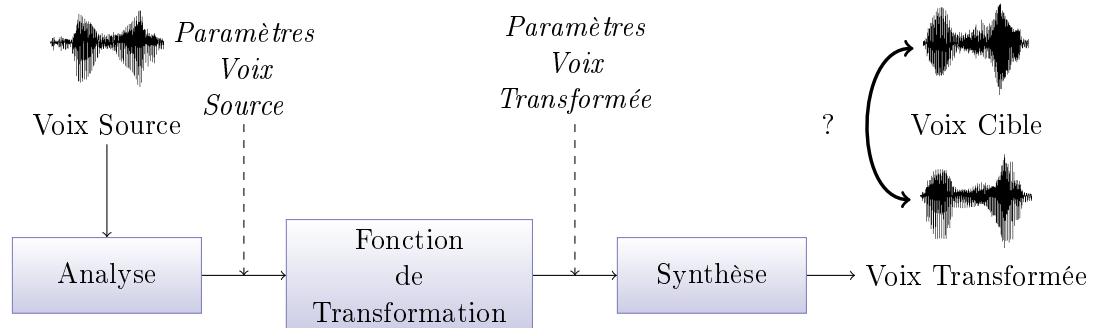 Paramètres
Voix
Source
Paramètres
Voix
Transformée
Voix Source
?
Voix Cible
Analyse
Fonction
de
Transformation
Synthèse
Voix Transformée